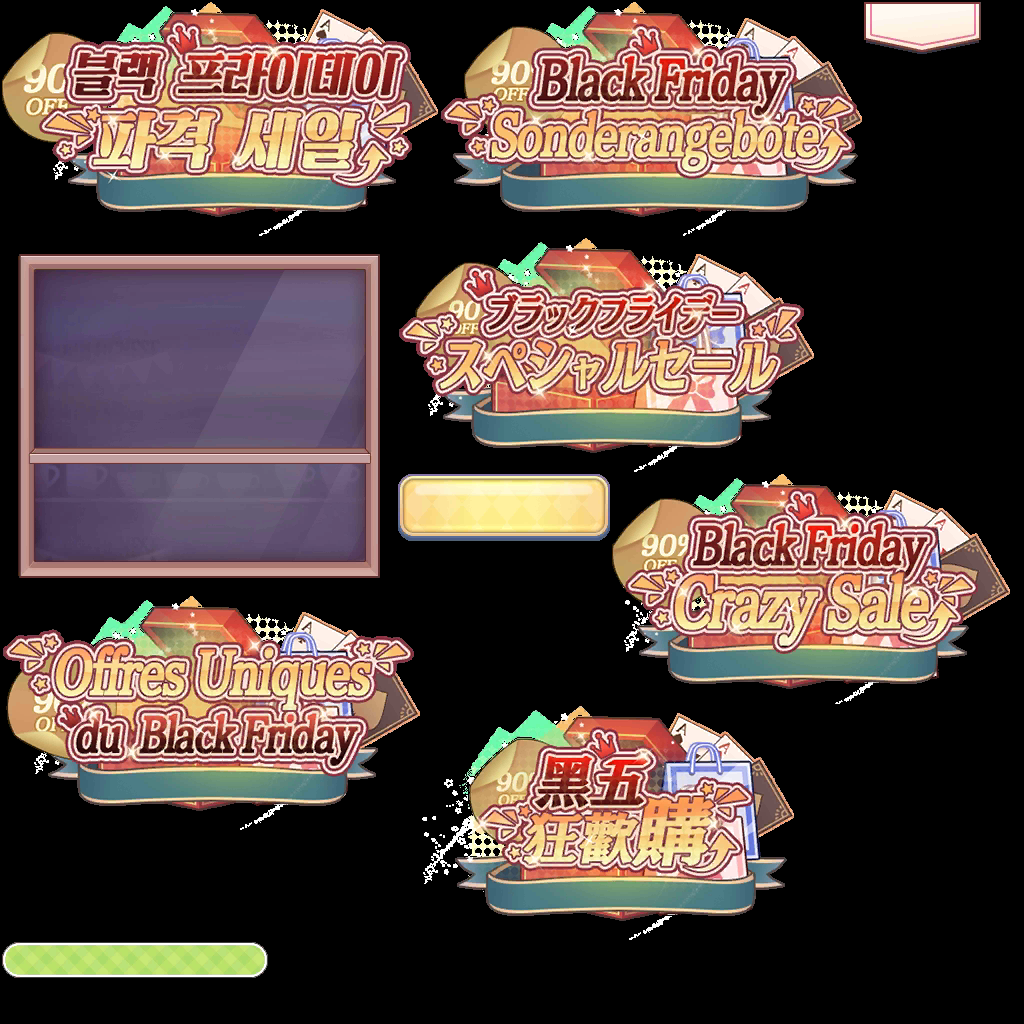 90
OFF
블랙 프라이데이
파격 세일
90
OFF
Black Friday
Sonderangebote
90
OFF
ブラックフライデー
スペシャルセール
90%
OFF
Black Friday
Crazy Sale
Offres Uniques
du Black Friday
90
OFF
黑五
狂歡購